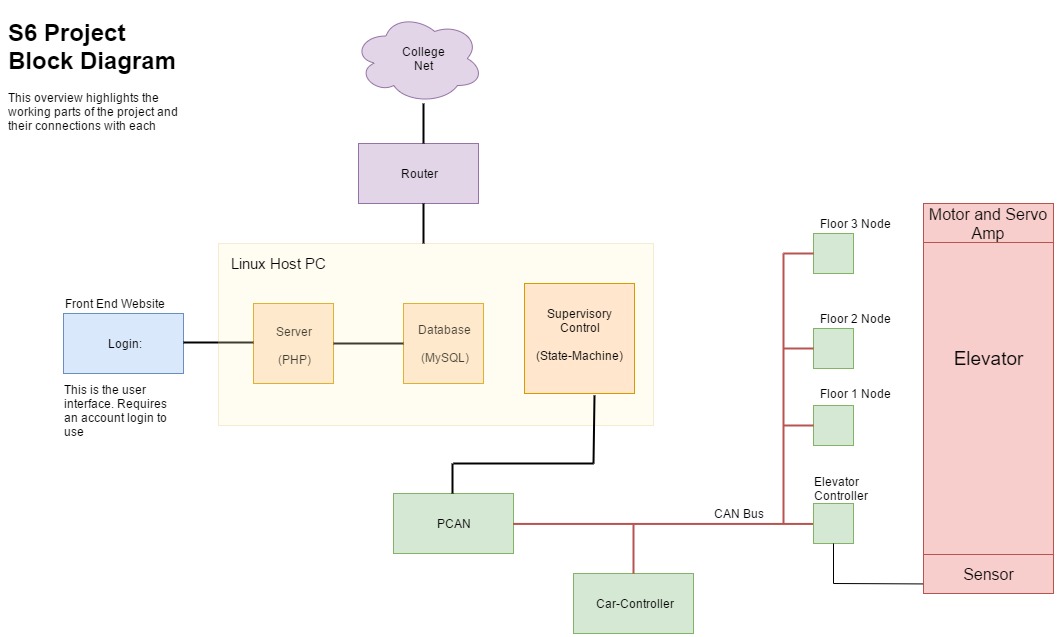 S6 Project
Block Diagram
This overview highlights the
working parts of the project and
their connections with each
College
Net
Router
Linux Host PC
Front End Website
Login:
This is the user
interface. Requires
an account login to
use
Server
(PHP)
Database
(MySQL)
Supervisory
Control
(State-Machine)
PCAN
CAN Bus
Car-Controller
Floor 3 Node
Floor 2 Node
Floor 1 Node
Elevator
Controller
Motor and Servo
Amp
Elevator
Sensor